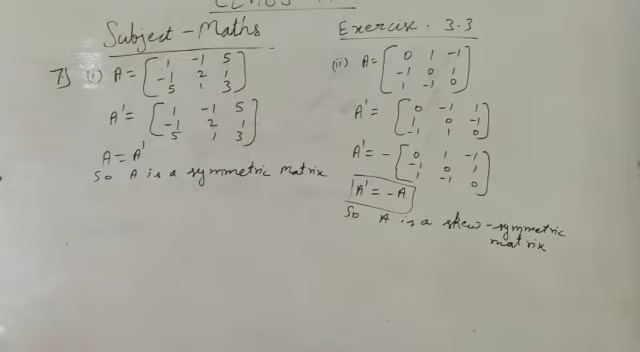 Subject - Maths
Exercise . 3.3
7) (i) A = [ 1 -1 5
-1 2 1
5 1 3 ]
A' = [ 1 -1 5
-1 2 1
5 1 3 ]
A = A'
So A is a symmetric matrix
(ii) A = [ 0 1 -1
-1 0 1
1 -1 0 ]
A' = [ 0 -1 1
1 0 -1
-1 1 0 ]
A' = - [ 0 1 -1
-1 0 1
1 -1 0 ]
A' = -A
So A is a skew-symmetric
matrix